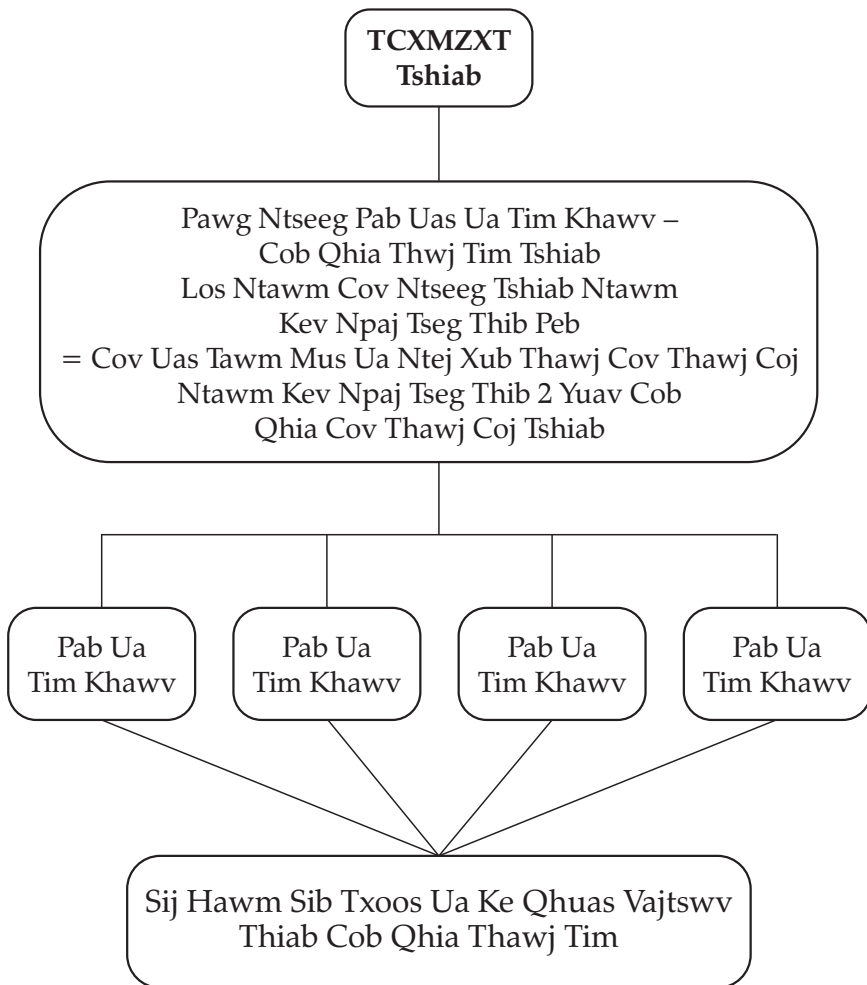 TCXMZXT
Tshiab
Pawg Ntseeg Pab Uas Ua Tim Khawv –
Cob Qhia Thwj Tim Tshiab
Los Ntawm Cov Ntseeg Tshiab Ntawm
Kev Npaj Tseg Thib Peb
= Cov Uas Tawm Mus Ua Ntej Xub Thawj Cov Thawj Coj
Ntawm Kev Npaj Tseg Thib 2 Yuav Cob
Qhia Cov Thawj Coj Tshiab
Pab Ua
Tim Khawv
Pab Ua
Tim Khawv
Pab Ua
Tim Khawv
Pab Ua
Tim Khawv
Sij Hawm Sib Txoos Ua Ke Qhuas Vajtswv
Thiab Cob Qhia Thawj Tim